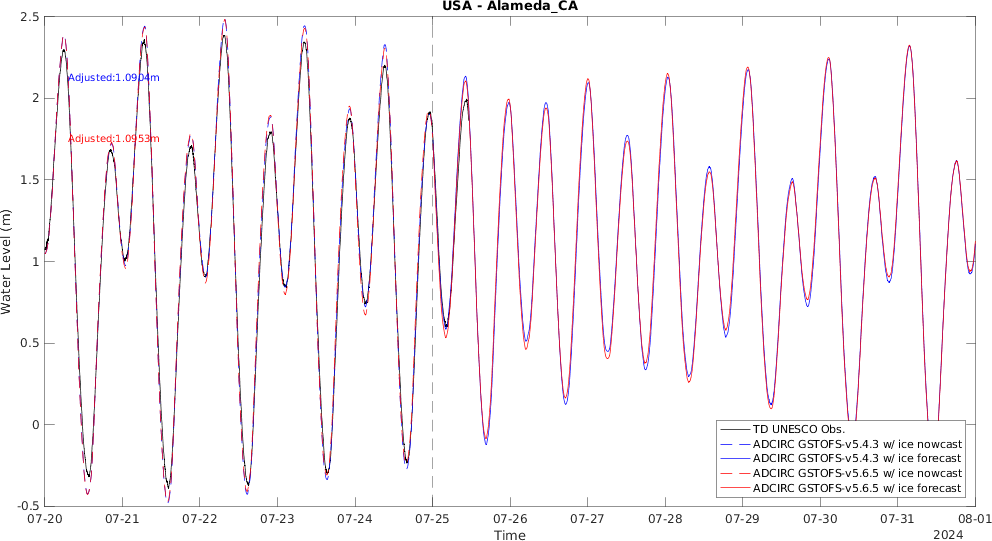 USA - Alameda_CA
2.5
2
1.5
1
0.5
0
-0.5
Water Level (m)
Adjusted:1.0904m
Adjusted:1.0953m
TD UNESCO Obs.
ADCIRC GSTOFS-v5.4.3 w/ ice nowcast
ADCIRC GSTOFS-v5.4.3 w/ ice forecast
ADCIRC GSTOFS-v5.6.5 w/ ice nowcast
ADCIRC GSTOFS-v5.6.5 w/ ice forecast
07-20 07-21 07-22 07-23 07-24 07-25 07-26 07-27 07-28 07-29 07-30 07-31 08-01
Time
2024